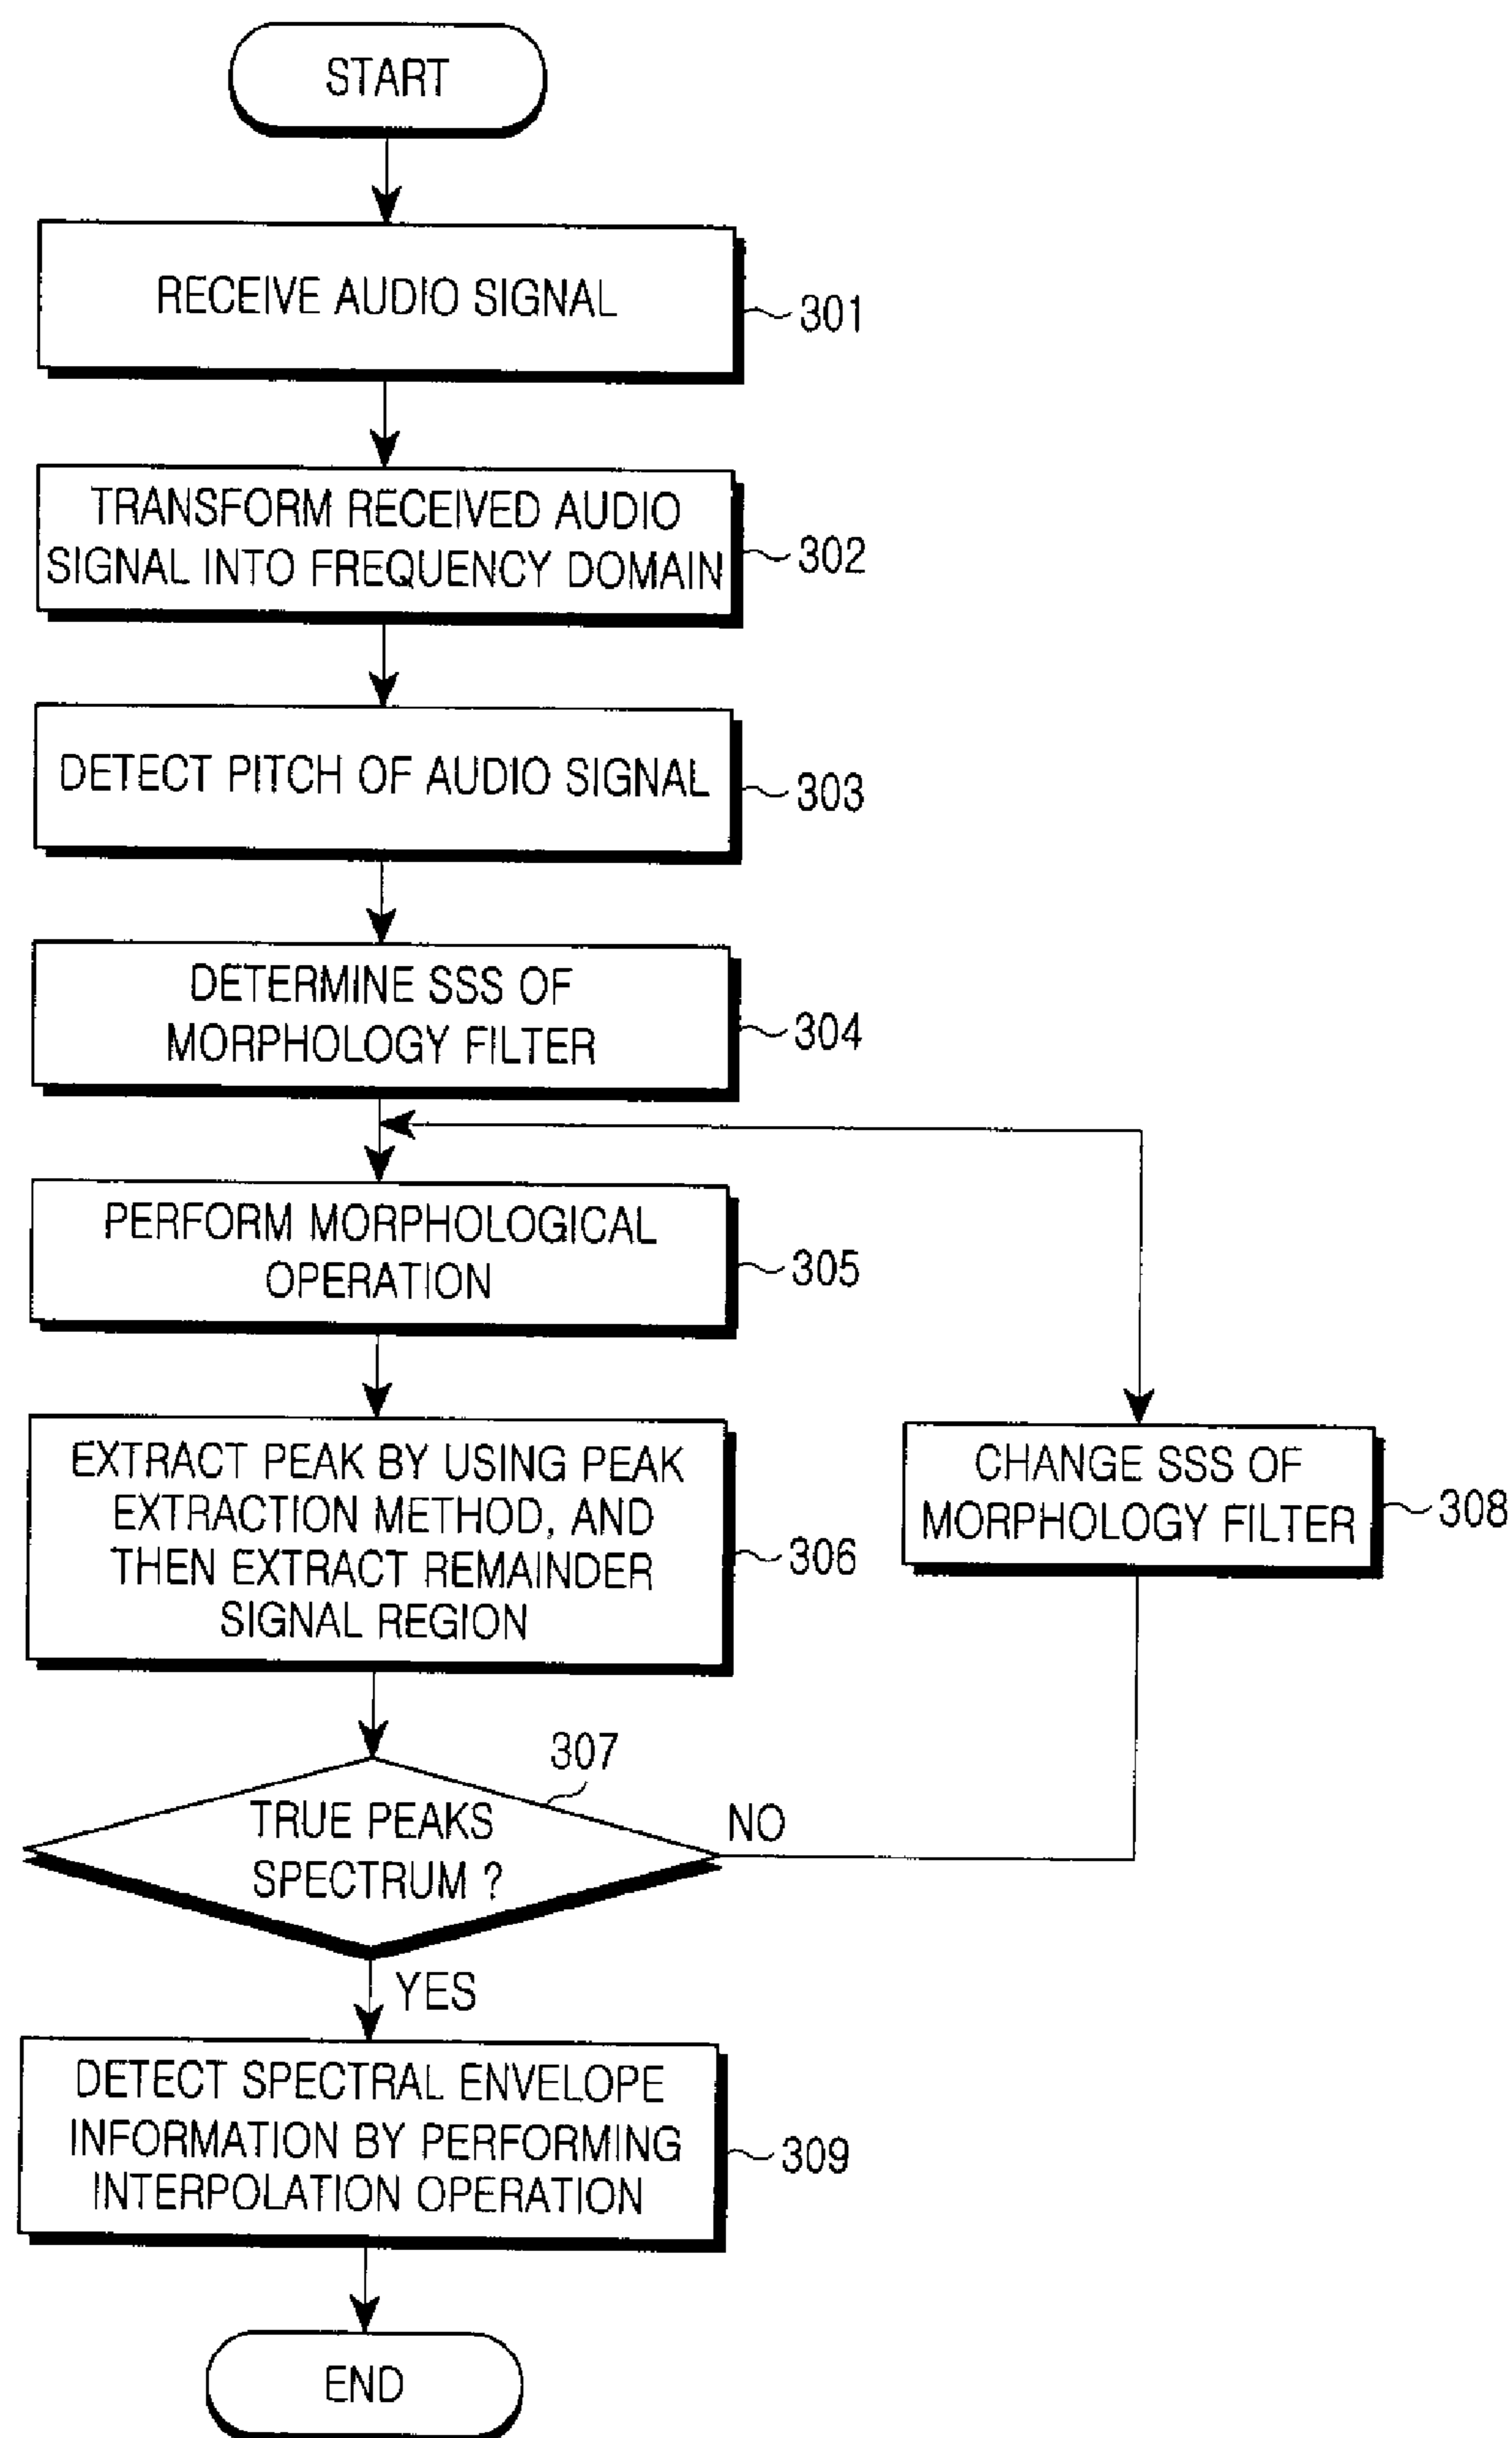 START
RECEIVE AUDIO SIGNAL
301
TRANSFORM RECEIVED AUDIO
SIGNAL INTO FREQUENCY DOMAIN
302
DETECT PITCH OF AUDIO SIGNAL
303
DETERMINE SSS OF
MORPHOLOGY FILTER
304
PERFORM MORPHOLOGICAL
OPERATION
305
EXTRACT PEAK BY USING PEAK
EXTRACTION METHOD, AND
THEN EXTRACT REMAINDER
SIGNAL REGION
306
CHANGE SSS OF
MORPHOLOGY FILTER
308
307
TRUE PEAKS
SPECTRUM ?
NO
YES
DETECT SPECTRAL ENVELOPE
INFORMATION BY PERFORMING
INTERPOLATION OPERATION
309
END